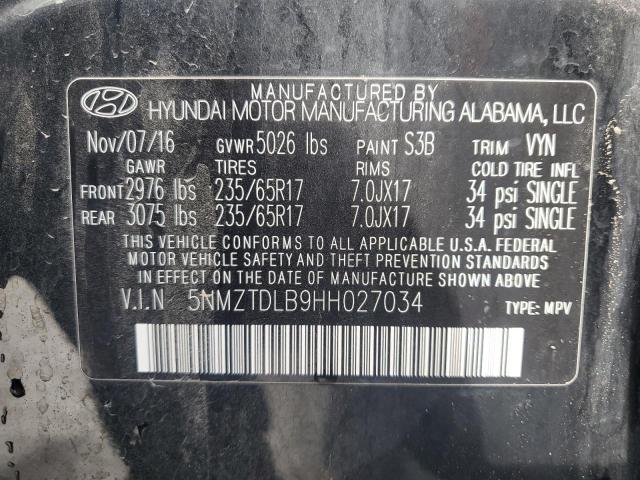 MANUFACTURED BY
HYUNDAI MOTOR MANUFACTURING ALABAMA, LLC
Nov/07/16 GVWR 5026 lbs PAINT S3B TRIM VYN
GAWR TIRES RIMS COLD TIRE INFL
FRONT 2976 lbs 235/65R17 7.0JX17 34 psi SINGLE
REAR 3075 lbs 235/65R17 7.0JX17 34 psi SINGLE
THIS VEHICLE CONFORMS TO ALL APPLICABLE U.S.A. FEDERAL
MOTOR VEHICLE SAFETY AND THEFT PREVENTION STANDARDS
IN EFFECT ON THE DATE OF MANUFACTURE SHOWN ABOVE.
V.I.N 5NMZTDLB9HH027034 TYPE: MPV